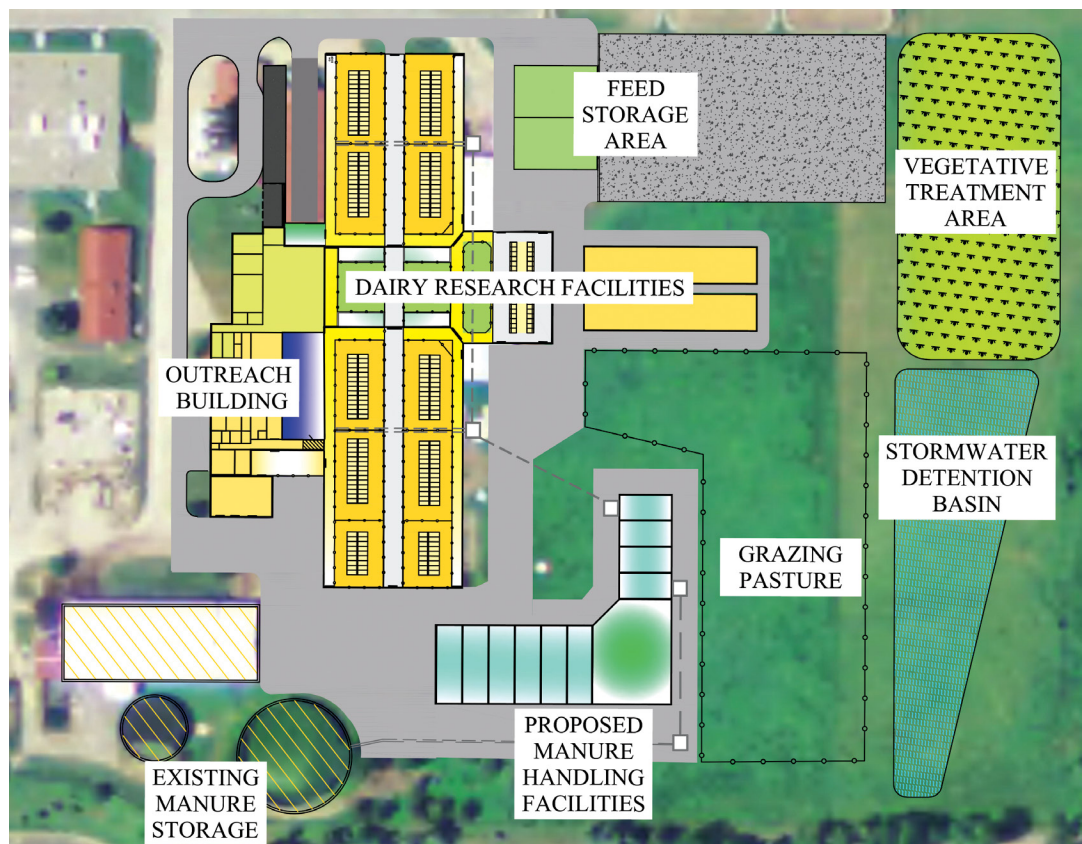 FEED
STORAGE
AREA
VEGETATIVE
TREATMENT
AREA
DAIRY RESEARCH FACILITIES
OUTREACH
BUILDING
STORMWATER
DETENTION
BASIN
GRAZING
PASTURE
PROPOSED
MANURE
HANDLING
FACILITIES
EXISTING
MANURE
STORAGE